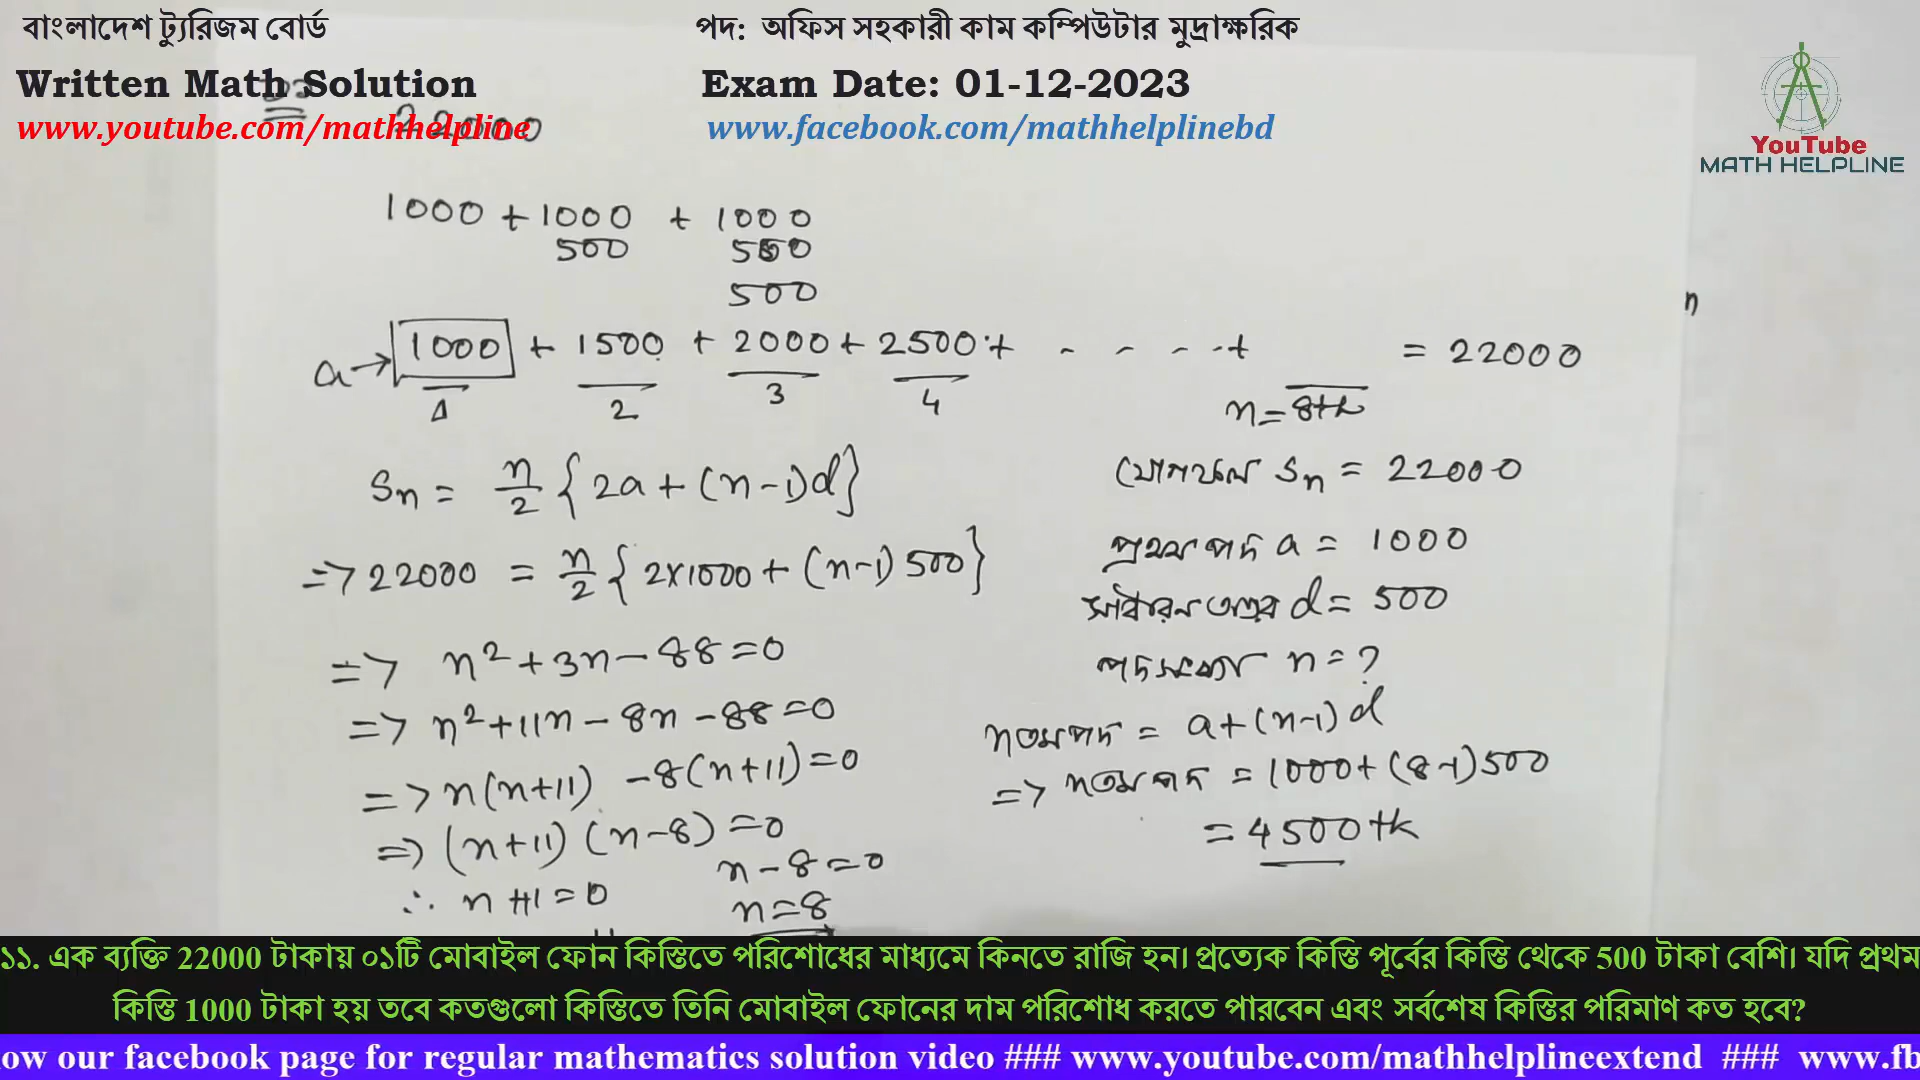 বাংলাদেশ ট্যুরিজম বোর্ড
পদ: অফিস সহকারী কাম কম্পিউটার মুদ্রাক্ষরিক
Written Math Solution
Exam Date: 01-12-2023
www.youtube.com/mathhelpline
22000
www.facebook.com/mathhelplinebd
YouTube
MATH HELPLINE
1000 + 1000 + 1000
500 500
500
n
a → 1000 + 1500 + 2000 + 2500 + - - - - + = 22000
1 2 3 4 n = 8th
Sn = n/2 {2a + (n-1)d}
যোগফল Sn = 22000
=> 22000 = n/2 {2×1000 + (n-1) 500}
প্রথম পদ a = 1000
সাধারন অন্তর d = 500
=> n² + 3n - 88 = 0
পদসংখ্যা n = ?
=> n² + 11n - 8n - 88 = 0
n তম পদ = a + (n-1) d
=> n(n+11) - 8(n+11) = 0
=> n তম পদ = 1000 + (8-1) 500
=> (n+11) (n-8) = 0
= 4500 tk
n - 8 = 0
∴ n + 11 = 0
n = 8
১১. এক ব্যক্তি 22000 টাকায় ০১টি মোবাইল ফোন কিস্তিতে পরিশোধের মাধ্যমে কিনতে রাজি হন। প্রত্যেক কিস্তি পূর্বের কিস্তি থেকে 500 টাকা বেশি। যদি প্রথম
কিস্তি 1000 টাকা হয় তবে কতগুলো কিস্তিতে তিনি মোবাইল ফোনের দাম পরিশোধ করতে পারবেন এবং সর্বশেষ কিস্তির পরিমাণ কত হবে?
ow our facebook page for regular mathematics solution video ### www.youtube.com/mathhelplineextend ### www.fb